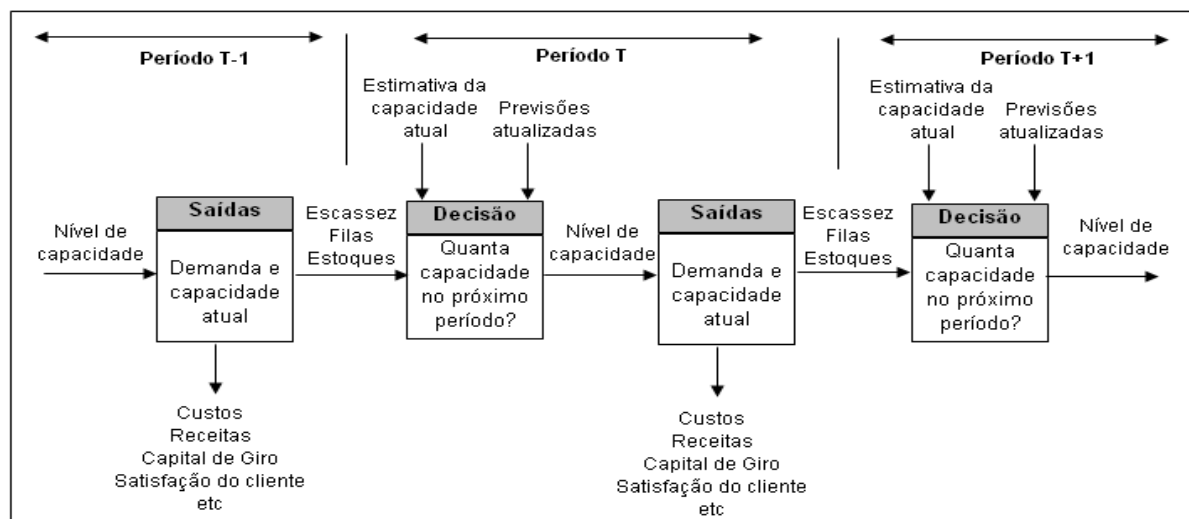 Período T-1
Período T
Período T+1
Estimativa da
capacidade
atual
Previsões
atualizadas
Estimativa da
capacidade
atual
Previsões
atualizadas
Nível de
capacidade
Saídas
Demanda e
capacidade
atual
Escassez
Filas
Estoques
Decisão
Quanta
capacidade
no próximo
período?
Nível de
capacidade
Saídas
Demanda e
capacidade
atual
Escassez
Filas
Estoques
Decisão
Quanta
capacidade
no próximo
período?
Nível de
capacidade
Custos
Receitas
Capital de Giro
Satisfação do cliente
etc
Custos
Receitas
Capital de Giro
Satisfação do cliente
etc